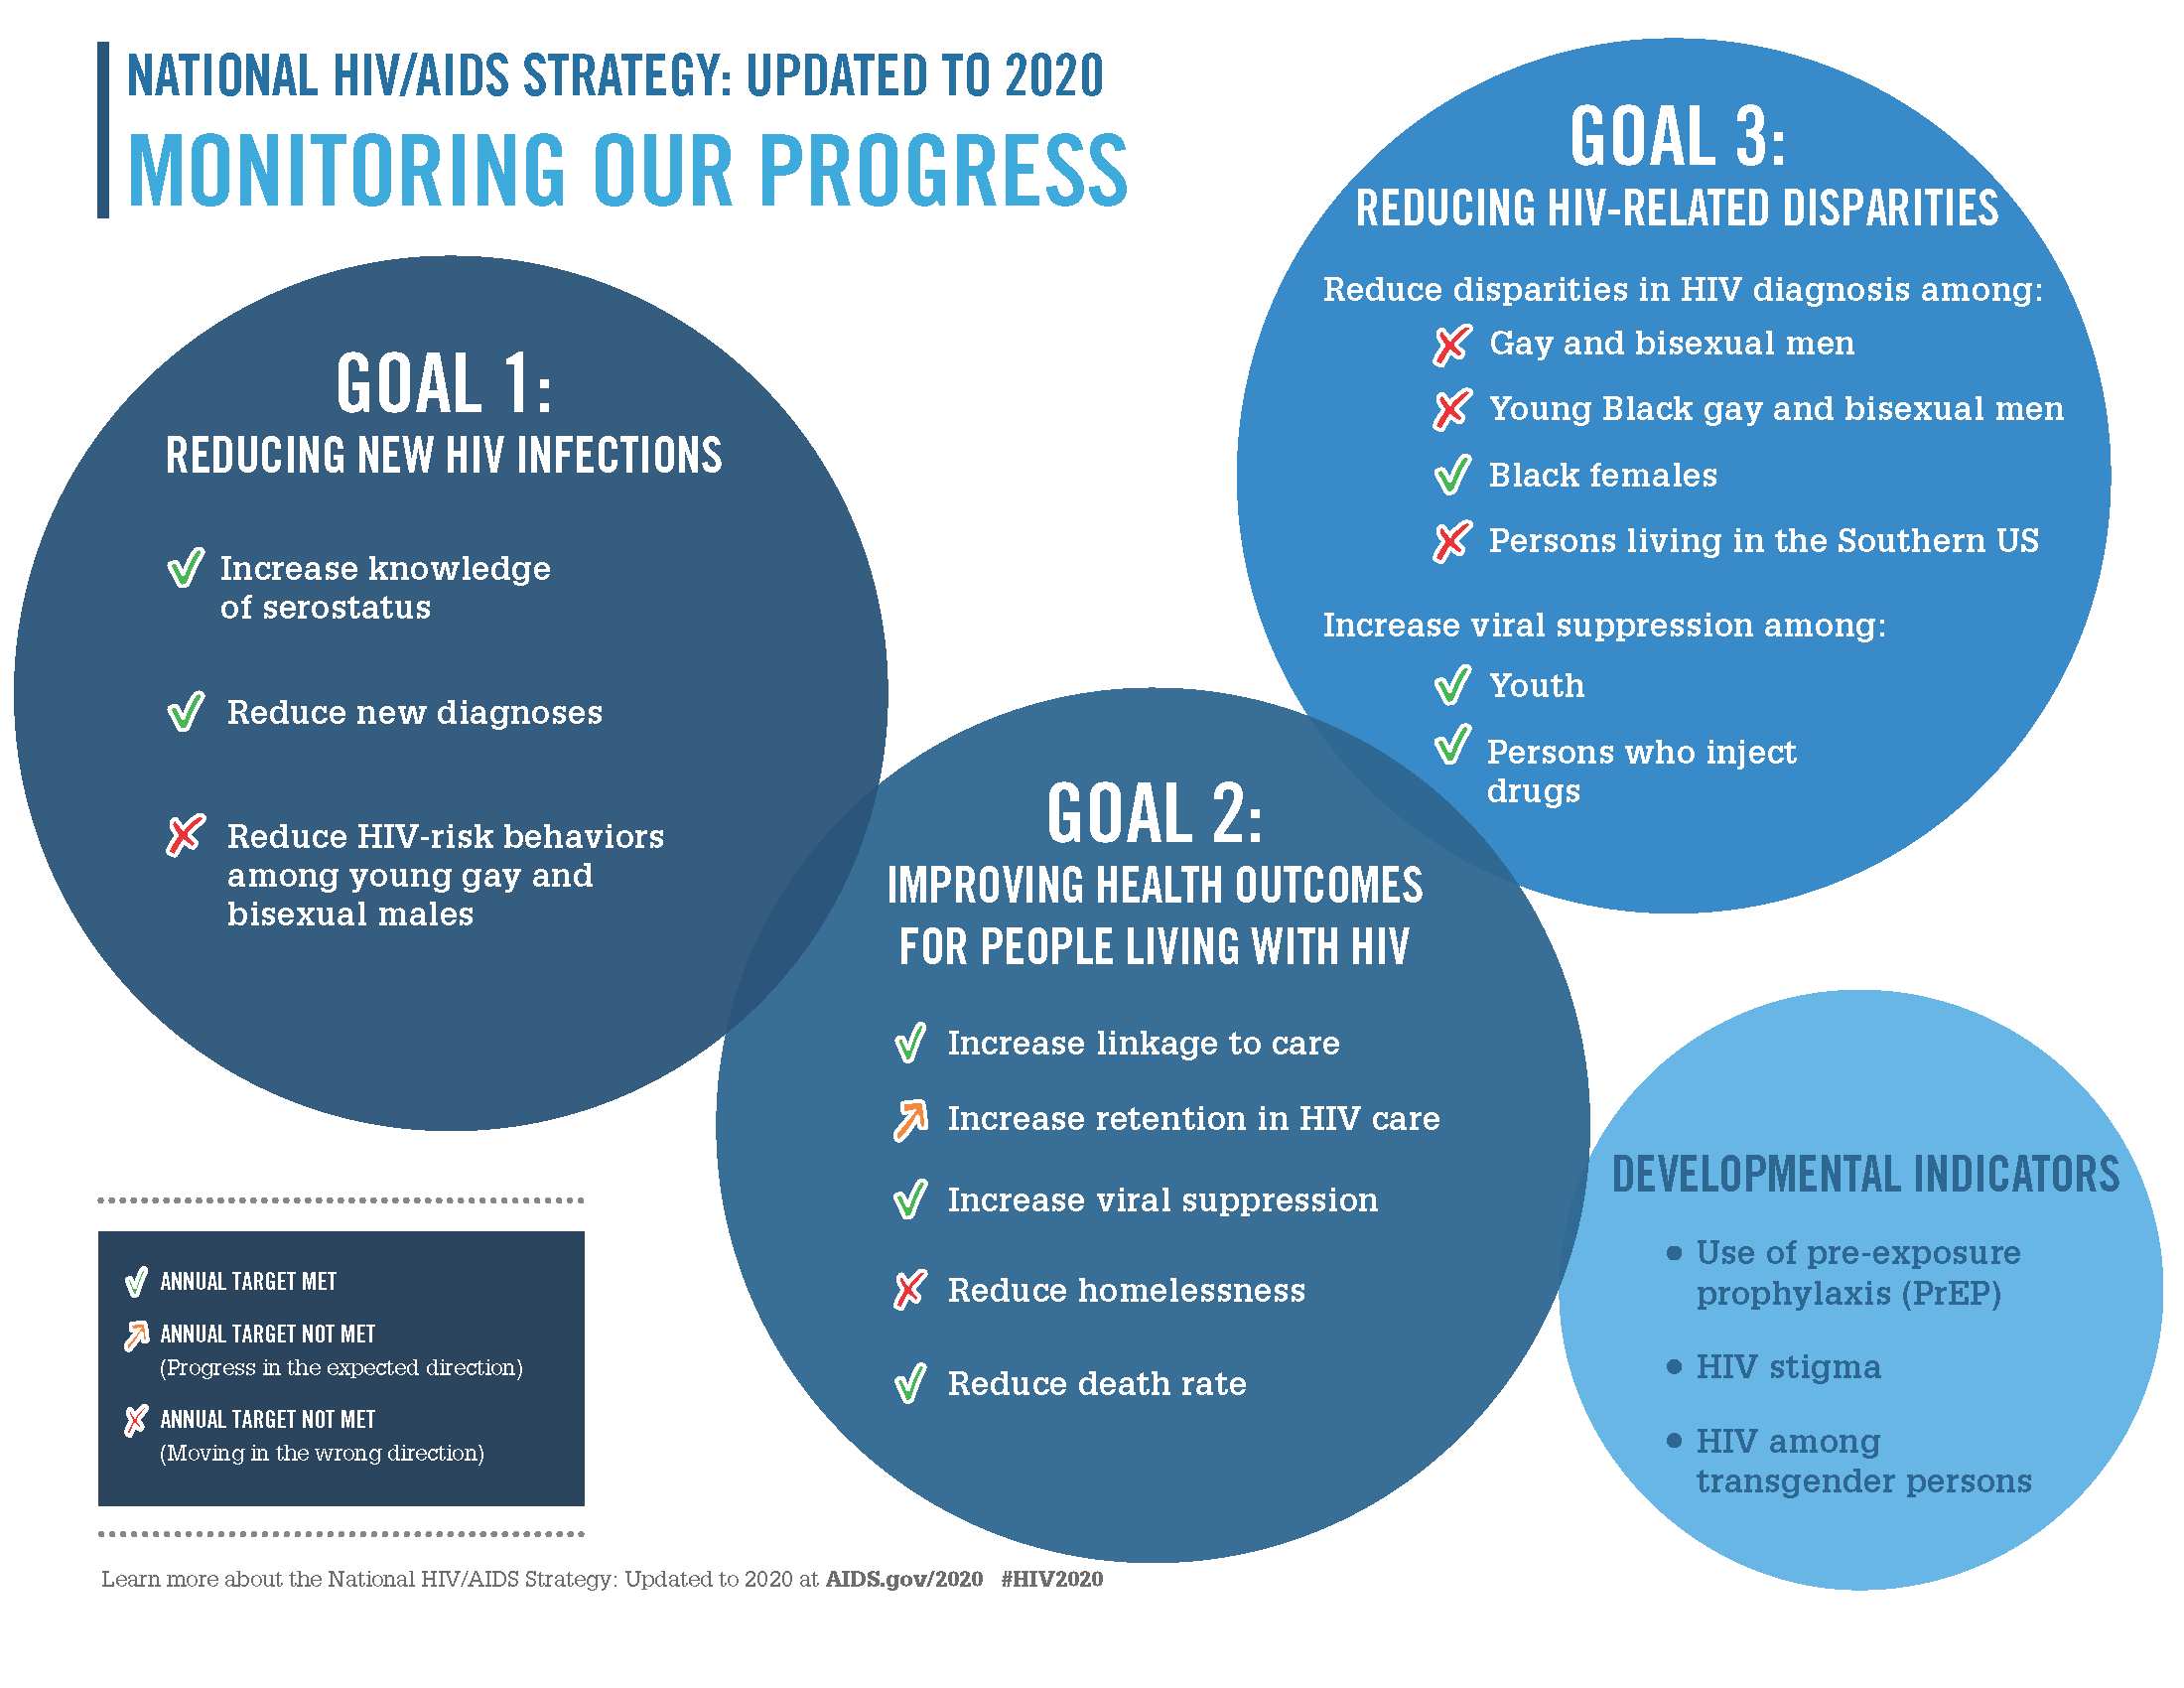 NATIONAL HIV/AIDS STRATEGY: UPDATED TO 2020
MONITORING OUR PROGRESS
GOAL 1:
REDUCING NEW HIV INFECTIONS
Increase knowledge
of serostatus
Reduce new diagnoses
Reduce HIV-risk behaviors
among young gay and
bisexual males
GOAL 2:
IMPROVING HEALTH OUTCOMES
FOR PEOPLE LIVING WITH HIV
Increase linkage to care
Increase retention in HIV care
Increase viral suppression
Reduce homelessness
Reduce death rate
GOAL 3:
REDUCING HIV-RELATED DISPARITIES
Reduce disparities in HIV diagnosis among:
Gay and bisexual men
Young Black gay and bisexual men
Black females
Persons living in the Southern US
Increase viral suppression among:
Youth
Persons who inject
drugs
DEVELOPMENTAL INDICATORS
• Use of pre-exposure
prophylaxis (PrEP)
• HIV stigma
• HIV among
transgender persons
ANNUAL TARGET MET
ANNUAL TARGET NOT MET
(Progress in the expected direction)
ANNUAL TARGET NOT MET
(Moving in the wrong direction)
Learn more about the National HIV/AIDS Strategy: Updated to 2020 at AIDS.gov/2020 #HIV2020